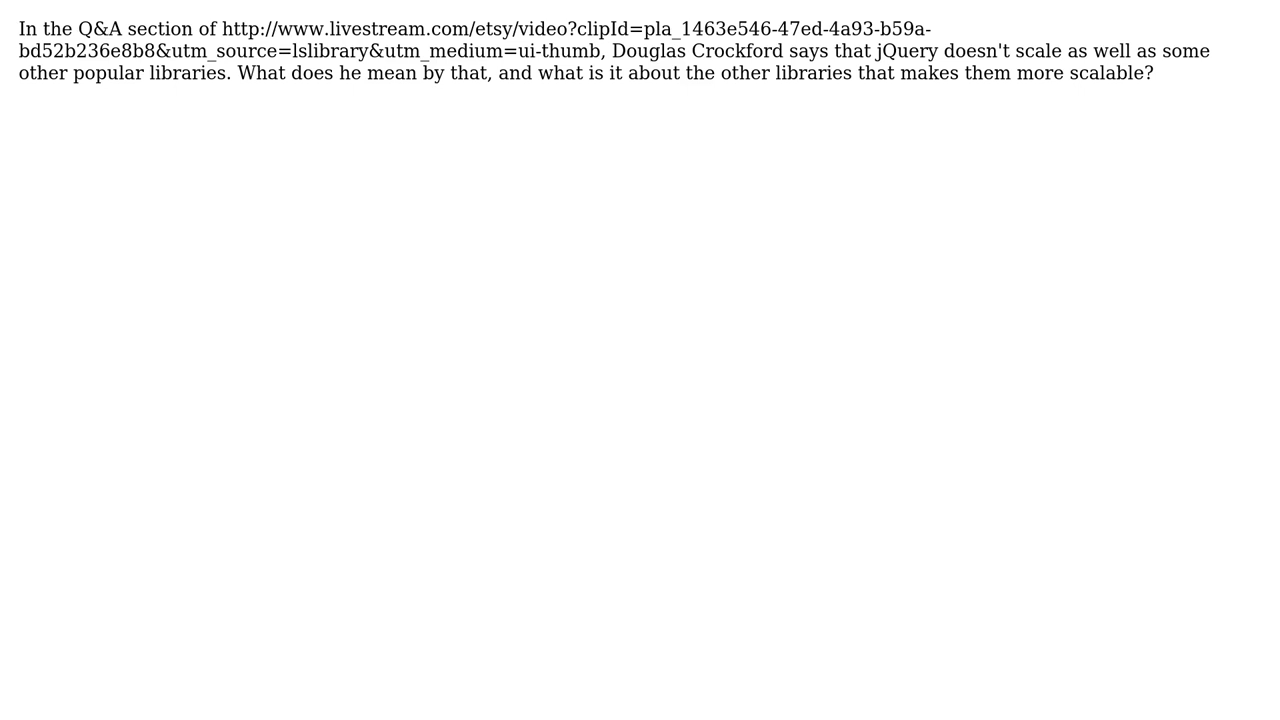 In the Q&A section of http://www.livestream.com/etsy/video?clipId=pla_1463e546-47ed-4a93-b59a-
bd52b236e8b8&utm_source=lslibrary&utm_medium=ui-thumb, Douglas Crockford says that jQuery doesn't scale as well as some
other popular libraries. What does he mean by that, and what is it about the other libraries that makes them more scalable?